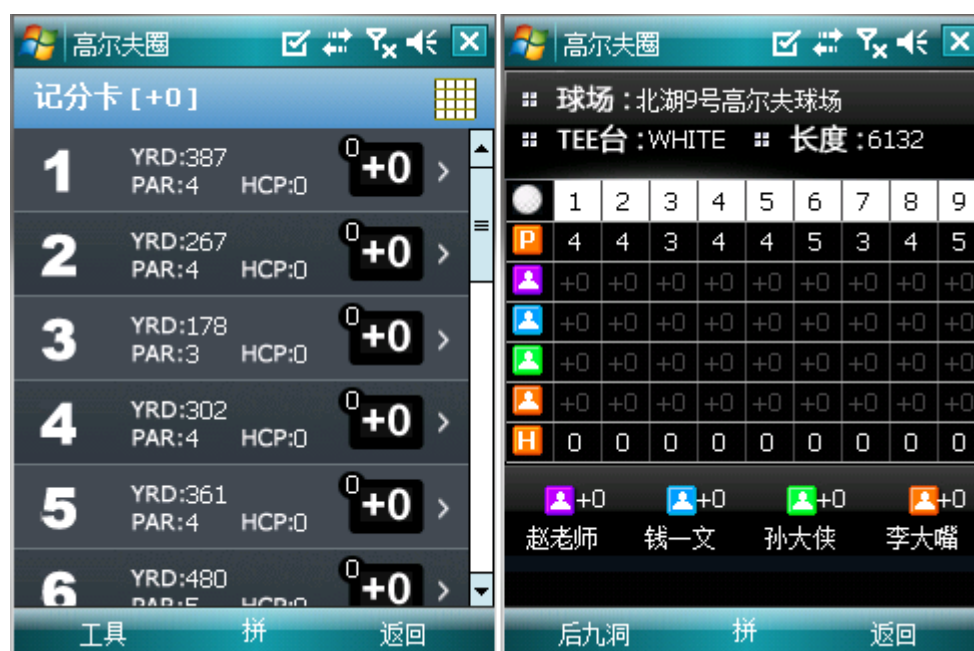 高尔夫圈
记分卡 [+0]
1 YRD:387 0 +0
PAR:4 HCP:0
2 YRD:267 0 +0
PAR:4 HCP:0
3 YRD:178 0 +0
PAR:3 HCP:0
4 YRD:302 0 +0
PAR:4 HCP:0
5 YRD:361 0 +0
PAR:4 HCP:0
6 YRD:480 0 +0
PAR:5 HCP:0
工具 拼 返回
高尔夫圈
球场 :北湖9号高尔夫球场
TEE台 :WHITE 长度 :6132
1 2 3 4 5 6 7 8 9
P 4 4 3 4 4 5 3 4 5
+0 +0 +0 +0 +0 +0 +0 +0 +0
+0 +0 +0 +0 +0 +0 +0 +0 +0
+0 +0 +0 +0 +0 +0 +0 +0 +0
+0 +0 +0 +0 +0 +0 +0 +0 +0
H 0 0 0 0 0 0 0 0 0
+0 +0 +0 +0
赵老师 钱一文 孙大侠 李大嘴
后九洞 拼 返回